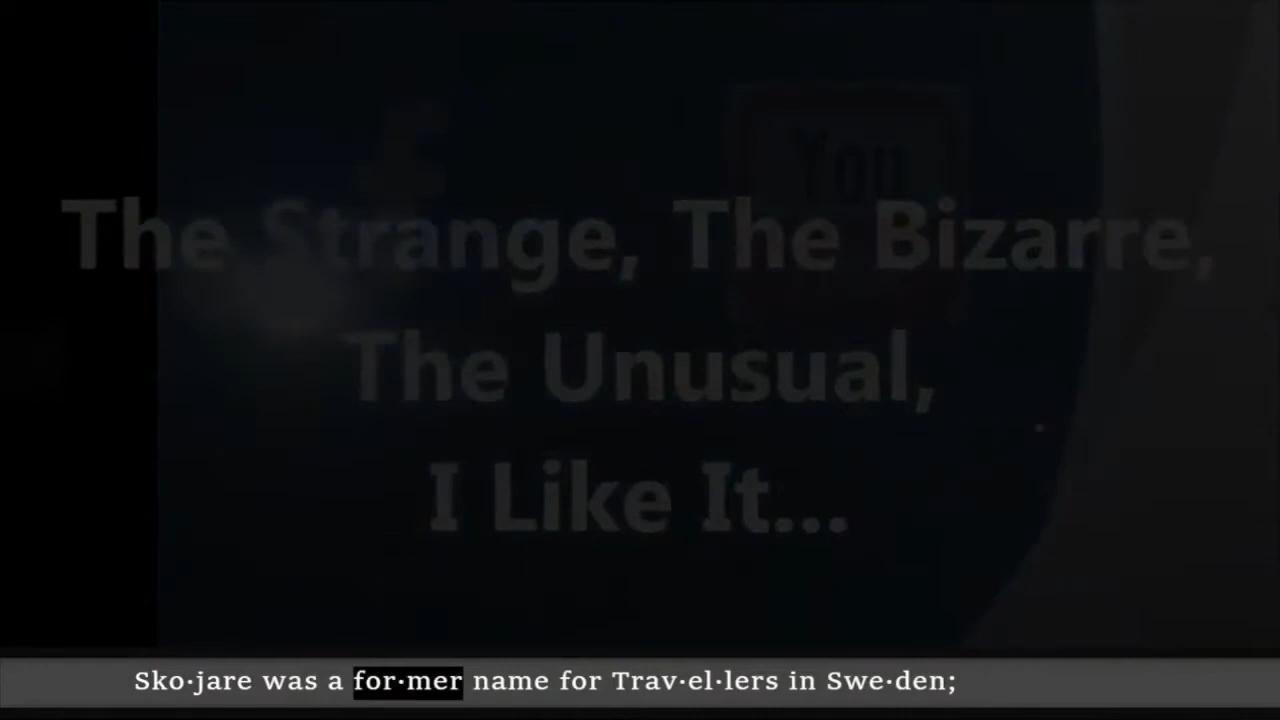 You
The Strange, The Bizarre,
The Unusual,
I Like It...
Sko·jare was a for·mer name for Trav·el·lers in Swe·den;